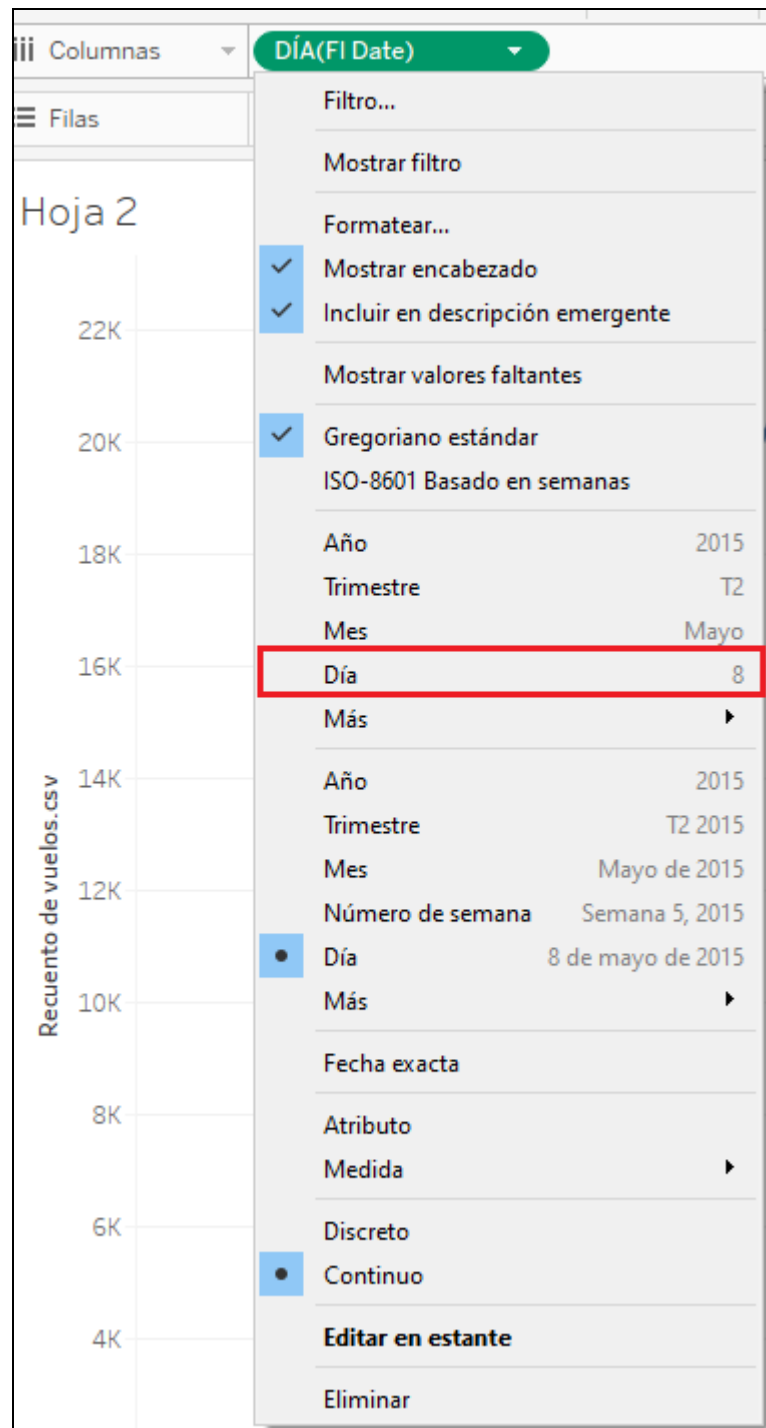 Columnas
DÍA(Fl Date)
Filas
Filtro...
Mostrar filtro
Hoja 2
Formatear...
Mostrar encabezado
Incluir en descripción emergente
22K
Mostrar valores faltantes
20K
Gregoriano estándar
ISO-8601 Basado en semanas
18K
Año 2015
Trimestre T2
Mes Mayo
16K
Día 8
Más
14K
Año 2015
Trimestre T2 2015
Mes Mayo de 2015
12K
Número de semana Semana 5, 2015
Día 8 de mayo de 2015
Recuento de vuelos.csv
10K
Más
Fecha exacta
8K
Atributo
Medida
6K
Discreto
Continuo
4K
Editar en estante
Eliminar